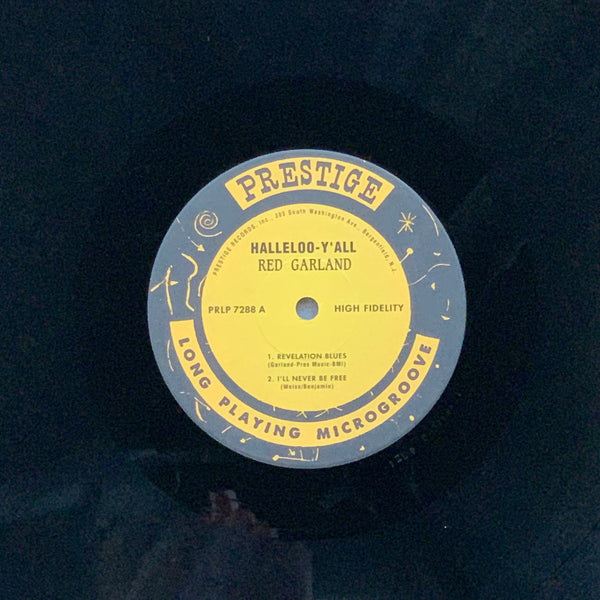 PRESTIGE
PRESTIGE RECORDS, Inc., 203 South Washington Ave., Bergenfield, N.J.
HALLELOO-Y'ALL
RED GARLAND
PRLP 7288 A
HIGH FIDELITY
1. REVELATION BLUES
(Garland-Pres Music-BMI)
2. I'LL NEVER BE FREE
(Weiss/Benjamin)
LONG PLAYING MICROGROOVE